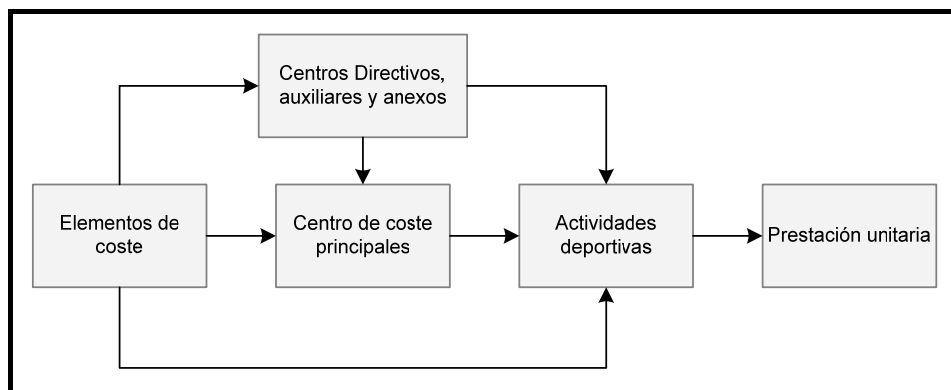 Centros Directivos,
auxiliares y anexos
Elementos de
coste
Centro de coste
principales
Actividades
deportivas
Prestación unitaria